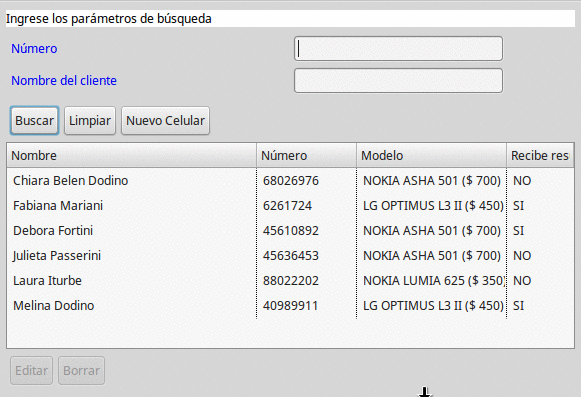 Ingrese los parámetros de búsqueda
Número
Nombre del cliente
Buscar Limpiar Nuevo Celular
Nombre Número Modelo Recibe res
Chiara Belen Dodino 68026976 NOKIA ASHA 501 ($ 700) NO
Fabiana Mariani 6261724 LG OPTIMUS L3 II ($ 450) SI
Debora Fortini 45610892 NOKIA ASHA 501 ($ 700) SI
Julieta Passerini 45636453 NOKIA ASHA 501 ($ 700) NO
Laura Iturbe 88022202 NOKIA LUMIA 625 ($ 350) NO
Melina Dodino 40989911 LG OPTIMUS L3 II ($ 450) SI
Editar Borrar